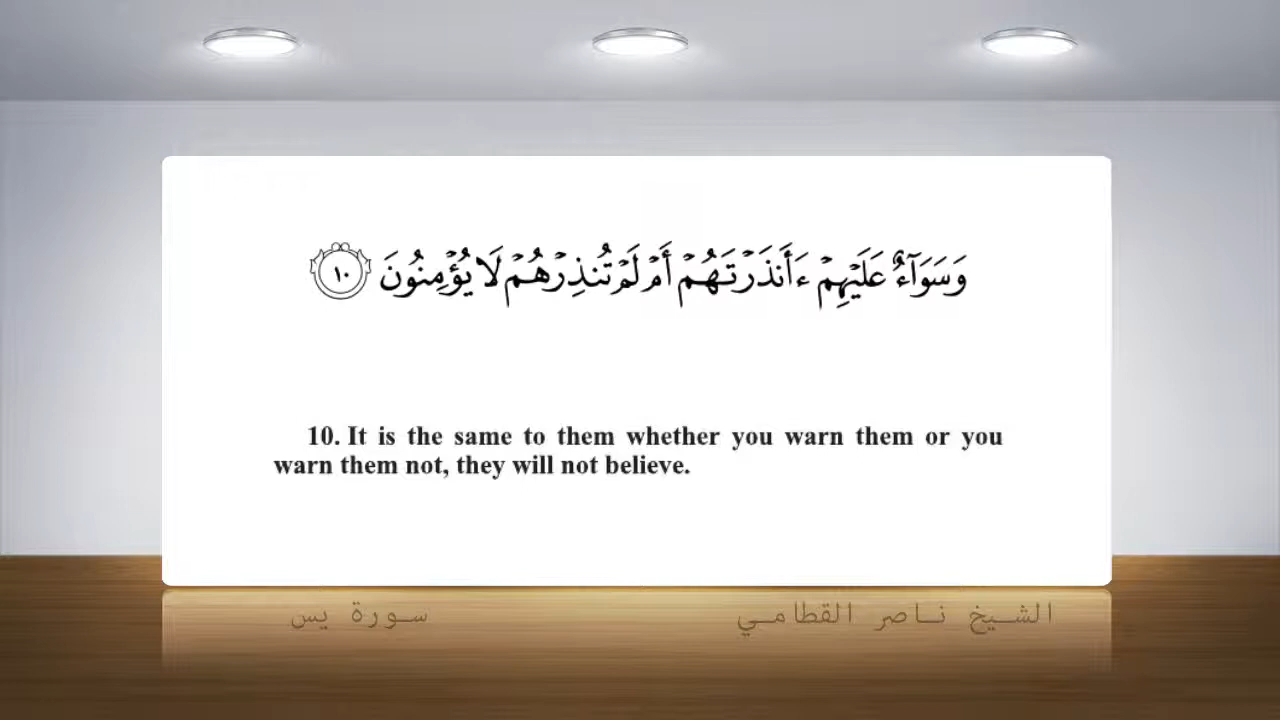 وَسَوَآءٌ عَلَيۡهِمۡ ءَأَنذَرۡتَهُمۡ أَمۡ لَمۡ تُنذِرۡهُمۡ لَا يُؤۡمِنُونَ ١٠
10. It is the same to them whether you warn them or you
warn them not, they will not believe.
الشيخ ناصر القطامي سورة يس